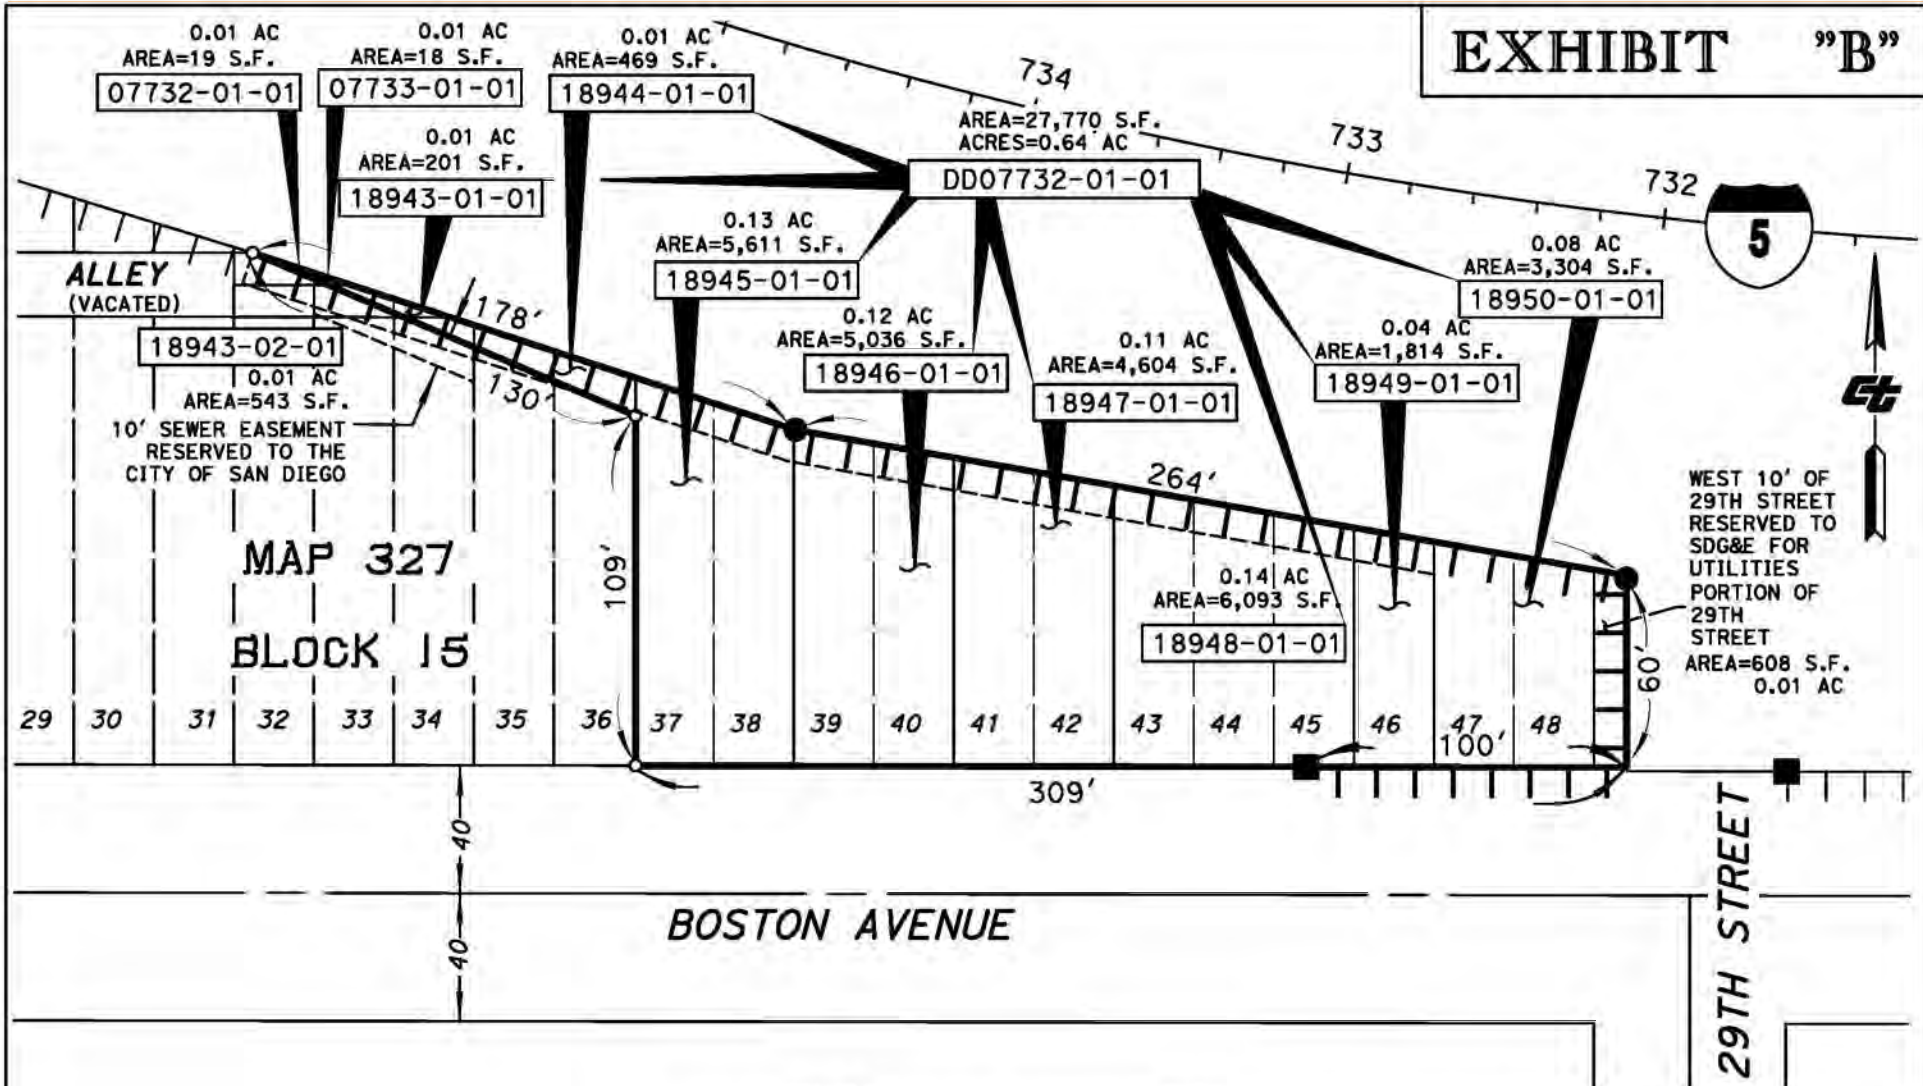 EXHIBIT "B"
0.01 AC
AREA=19 S.F.
07732-01-01
0.01 AC
AREA=18 S.F.
07733-01-01
0.01 AC
AREA=469 S.F.
18944-01-01
0.01 AC
AREA=201 S.F.
18943-01-01
734
733
732
AREA=27,770 S.F.
ACRES=0.64 AC
DD07732-01-01
5
0.13 AC
AREA=5,611 S.F.
18945-01-01
0.08 AC
AREA=3,304 S.F.
18950-01-01
ALLEY
(VACATED)
178'
0.12 AC
AREA=5,036 S.F.
18946-01-01
0.11 AC
AREA=4,604 S.F.
18947-01-01
0.04 AC
AREA=1,814 S.F.
18949-01-01
18943-02-01
0.01 AC
AREA=543 S.F.
130'
10' SEWER EASEMENT
RESERVED TO THE
CITY OF SAN DIEGO
264'
Ct
WEST 10' OF
29TH STREET
RESERVED TO
SDG&E FOR
UTILITIES
PORTION OF
29TH
STREET
AREA=608 S.F.
0.01 AC
MAP 327
109'
0.14 AC
AREA=6,093 S.F.
18948-01-01
BLOCK 15
60'
29 30 31 32 33 34 35 36 37 38 39 40 41 42 43 44 45 46 47 48
100'
309'
40
40
BOSTON AVENUE
29TH STREET